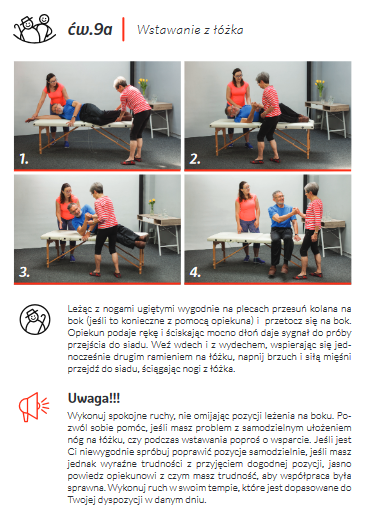 ćw.9a
Wstawanie z łóżka
1.
2.
3.
4.
Leżąc z nogami ugiętymi wygodnie na plecach przesuń kolana na
bok (jeśli to konieczne z pomocą opiekuna) i przetocz się na bok.
Opiekun podaje rękę i ściskając mocno dłoń daje sygnał do próby
przejścia do siadu. Weź wdech i z wydechem, wspierając się jed-
nocześnie drugim ramieniem na łóżku, napnij brzuch i siłą mięśni
przejdź do siadu, ściągając nogi z łóżka.
Uwaga!!!
Wykonuj spokojne ruchy, nie omijając pozycji leżenia na boku. Po-
zwól sobie pomóc, jeśli masz problem z samodzielnym ułożeniem
nóg na łóżku, czy podczas wstawania poproś o wsparcie. Jeśli jest
Ci niewygodnie spróbuj poprawić pozycje samodzielnie, jeśli masz
jednak wyraźne trudności z przyjęciem dogodnej pozycji, jasno
powiedz opiekunowi z czym masz trudność, aby współpraca była
sprawna. Wykonuj ruch w swoim tempie, które jest dopasowane do
Twojej dyspozycji w danym dniu.